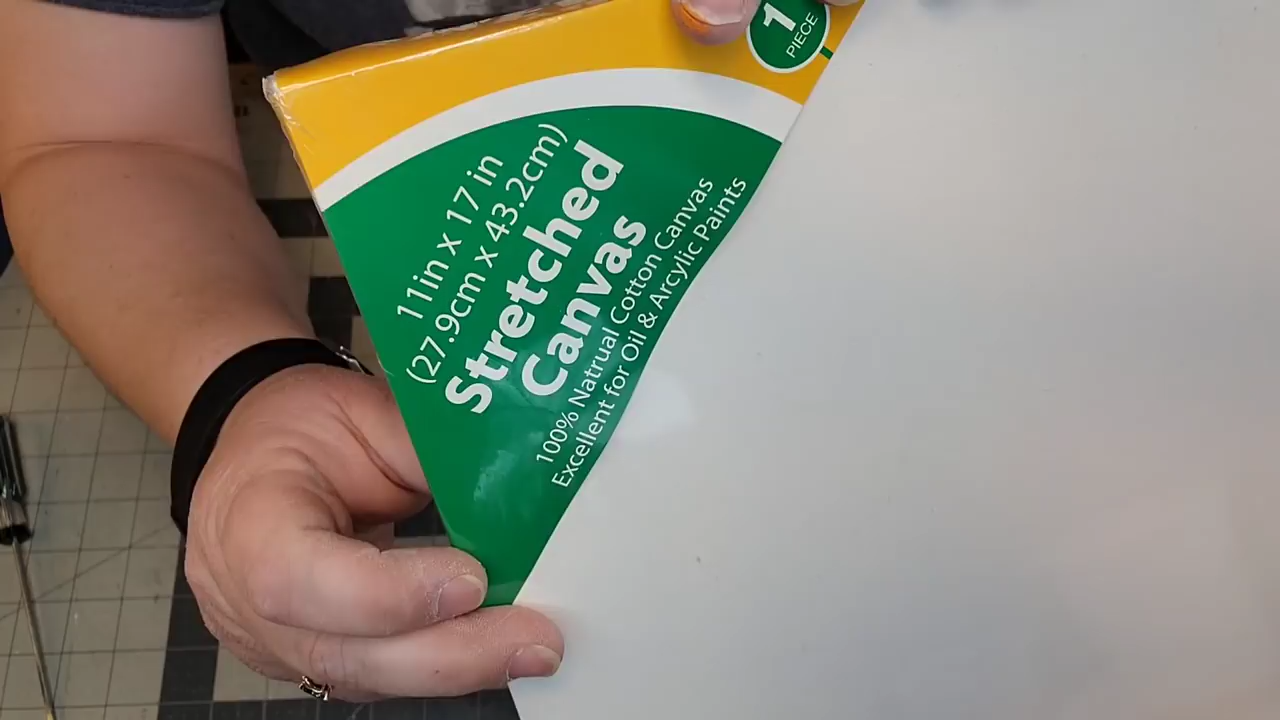 1
PIECE
11in x 17 in
(27.9cm x 43.2cm)
Stretched
Canvas
100% Natrual Cotton Canvas
Excellent for Oil & Arcylic Paints